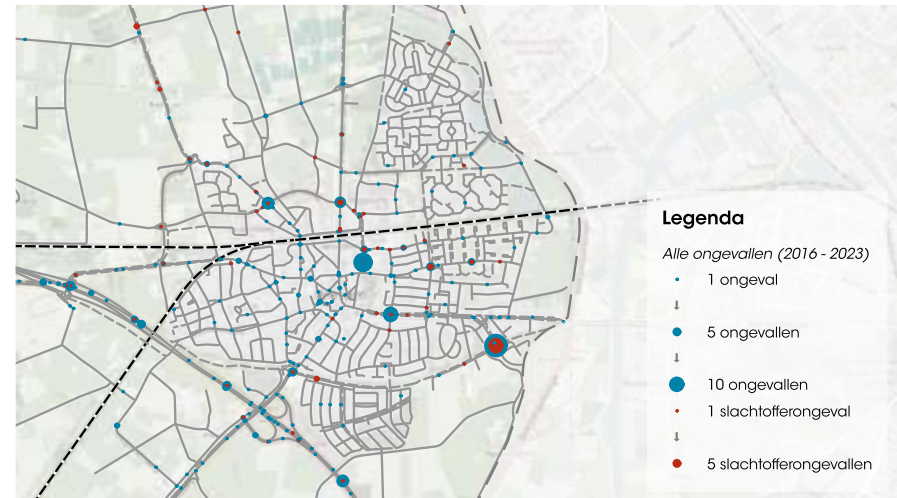 Legenda
Alle ongevallen (2016 - 2023)
1 ongeval
5 ongevallen
10 ongevallen
1 slachtofferongeval
5 slachtofferongevallen